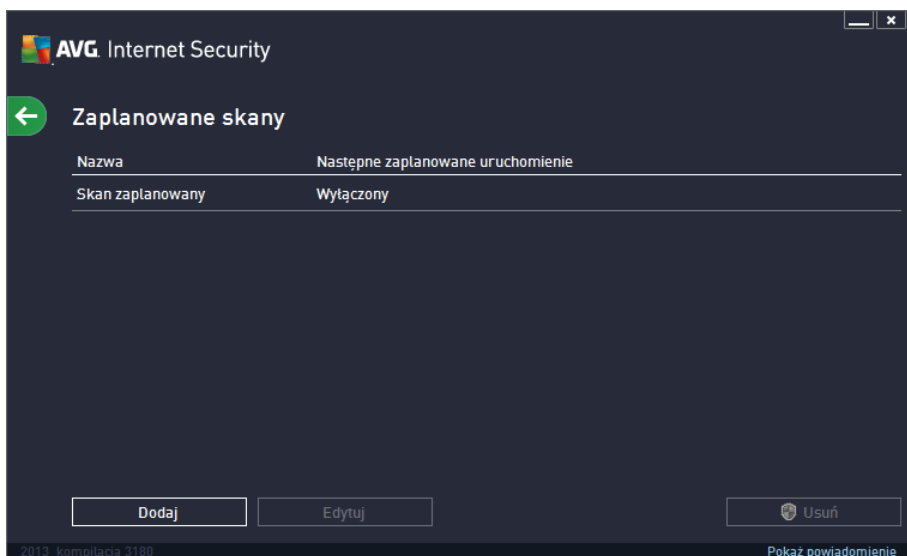 AVG. Internet Security
Zaplanowane skany
Nazwa Następne zaplanowane uruchomienie
Skan zaplanowany Wyłączony
Dodaj Edytuj Usuń
2013 kompilacja 3180 Pokaż powiadomienie